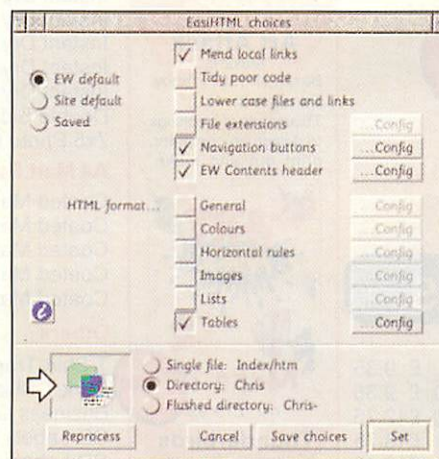 EasiHTML choices
Mend local links
EW default
Tidy poor code
Site default
Lower case files and links
Saved
File extensions ...Config
Navigation buttons ...Config
EW Contents header ...Config
HTML format... General ...Config
Colours ...Config
Horizontal rules ...Config
Images ...Config
Lists ...Config
Tables ...Config
Single file: Index/htm
Directory: Chris
Flushed directory: Chris-
Reprocess Cancel Save choices Set